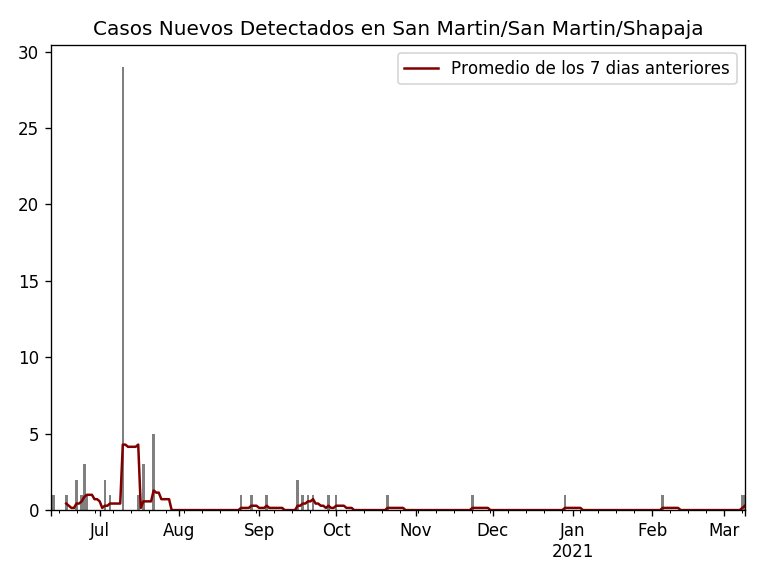 Casos Nuevos Detectados en San Martin/San Martin/Shapaja
Promedio de los 7 dias anteriores
30
25
20
15
10
5
0
Jul Aug Sep Oct Nov Dec Jan Feb Mar
2021